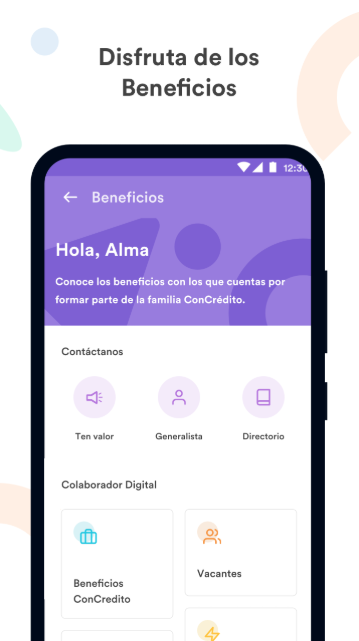 Disfruta de los
Beneficios
12:30
Beneficios
Hola, Alma
Conoce los beneficios con los que cuentas por
formar parte de la familia ConCrédito.
Contáctanos
Ten valor
Generalista
Directorio
Colaborador Digital
Beneficios
ConCredito
Vacantes